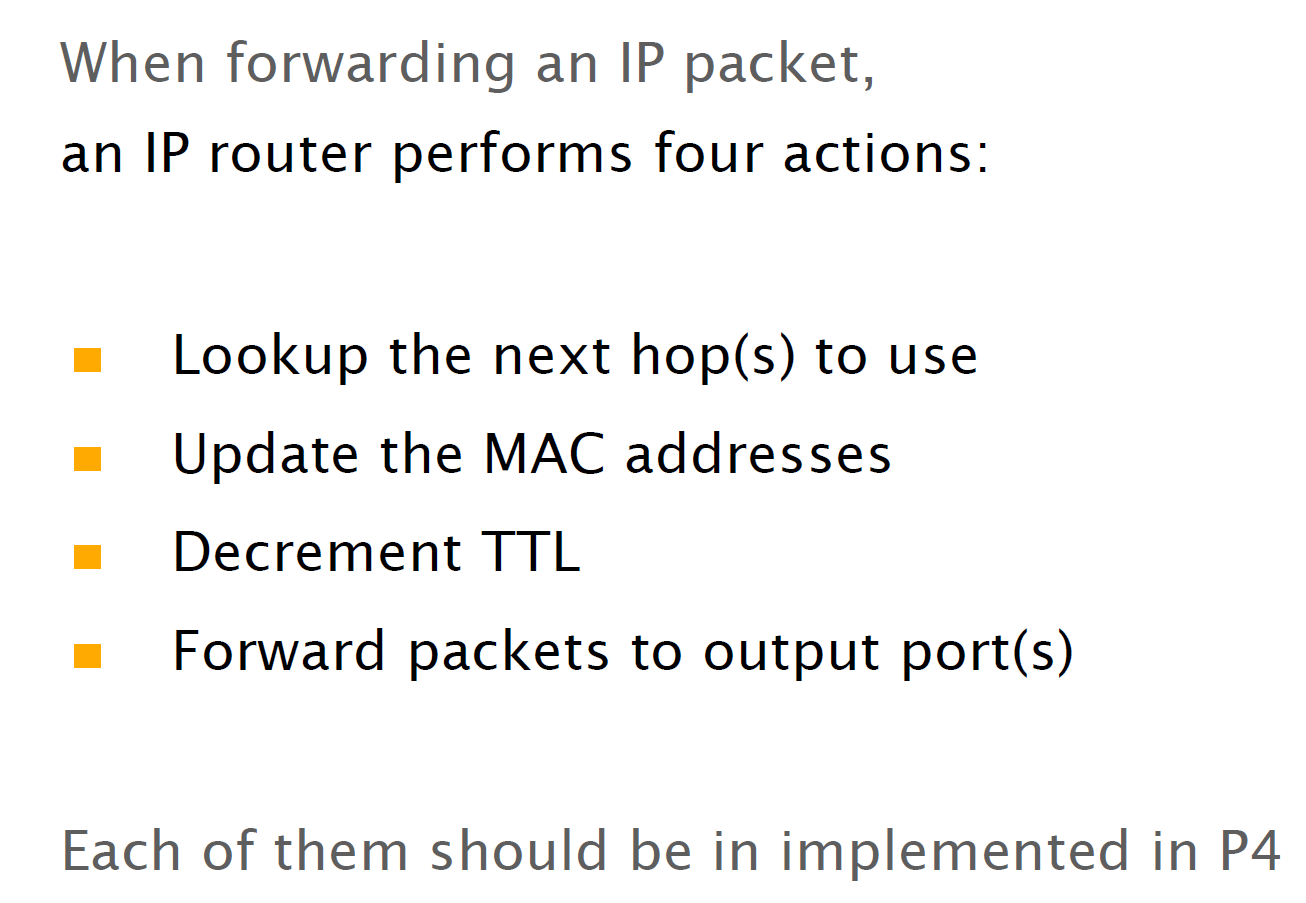 When forwarding an IP packet,
an IP router performs four actions:
Lookup the next hop(s) to use
Update the MAC addresses
Decrement TTL
Forward packets to output port(s)
Each of them should be in implemented in P4